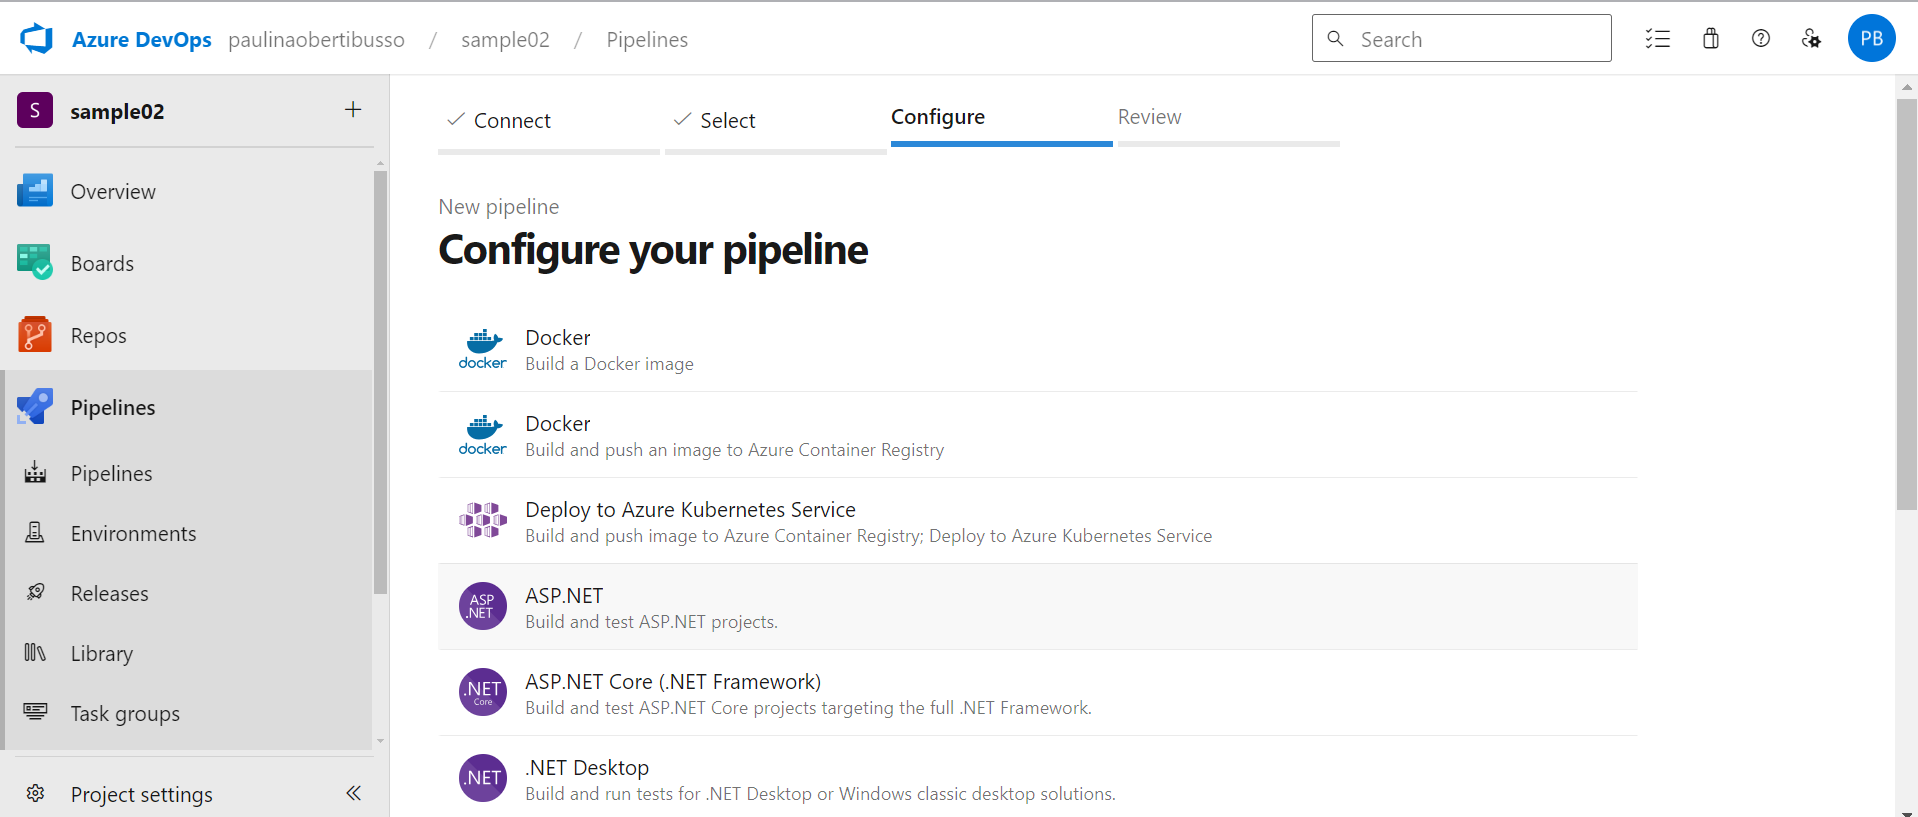 Azure DevOps paulinaobertibusso / sample02 / Pipelines
Search
PB
S sample02
Overview
Boards
Repos
Pipelines
Pipelines
Environments
Releases
Library
Task groups
Project settings
Connect
Select
Configure
Review
New pipeline
Configure your pipeline
docker
Docker
Build a Docker image
docker
Docker
Build and push an image to Azure Container Registry
Deploy to Azure Kubernetes Service
Build and push image to Azure Container Registry; Deploy to Azure Kubernetes Service
ASP
.NET
ASP.NET
Build and test ASP.NET projects.
.NET
Core
ASP.NET Core (.NET Framework)
Build and test ASP.NET Core projects targeting the full .NET Framework.
.NET
.NET Desktop
Build and run tests for .NET Desktop or Windows classic desktop solutions.